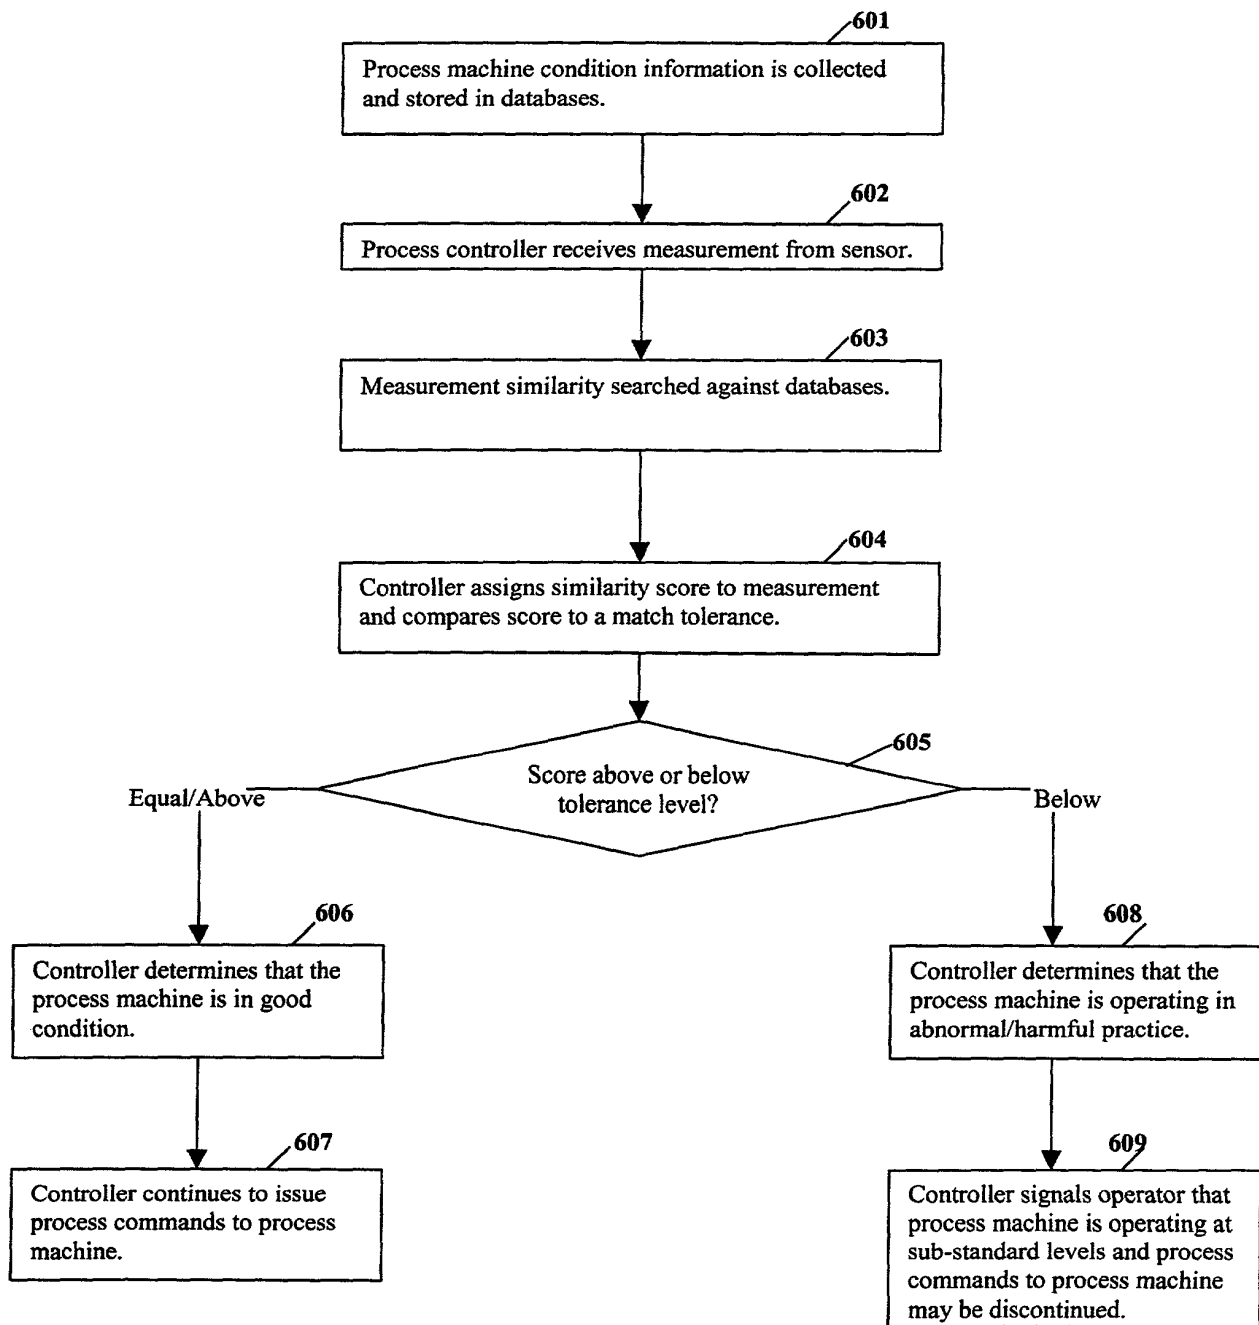 601
Process machine condition information is collected
and stored in databases.
602
Process controller receives measurement from sensor.
603
Measurement similarity searched against databases.
604
Controller assigns similarity score to measurement
and compares score to a match tolerance.
605
Score above or below
tolerance level?
Equal/Above
Below
606
Controller determines that the
process machine is in good
condition.
608
Controller determines that the
process machine is operating in
abnormal/harmful practice.
607
Controller continues to issue
process commands to process
machine.
609
Controller signals operator that
process machine is operating at
sub-standard levels and process
commands to process machine
may be discontinued.